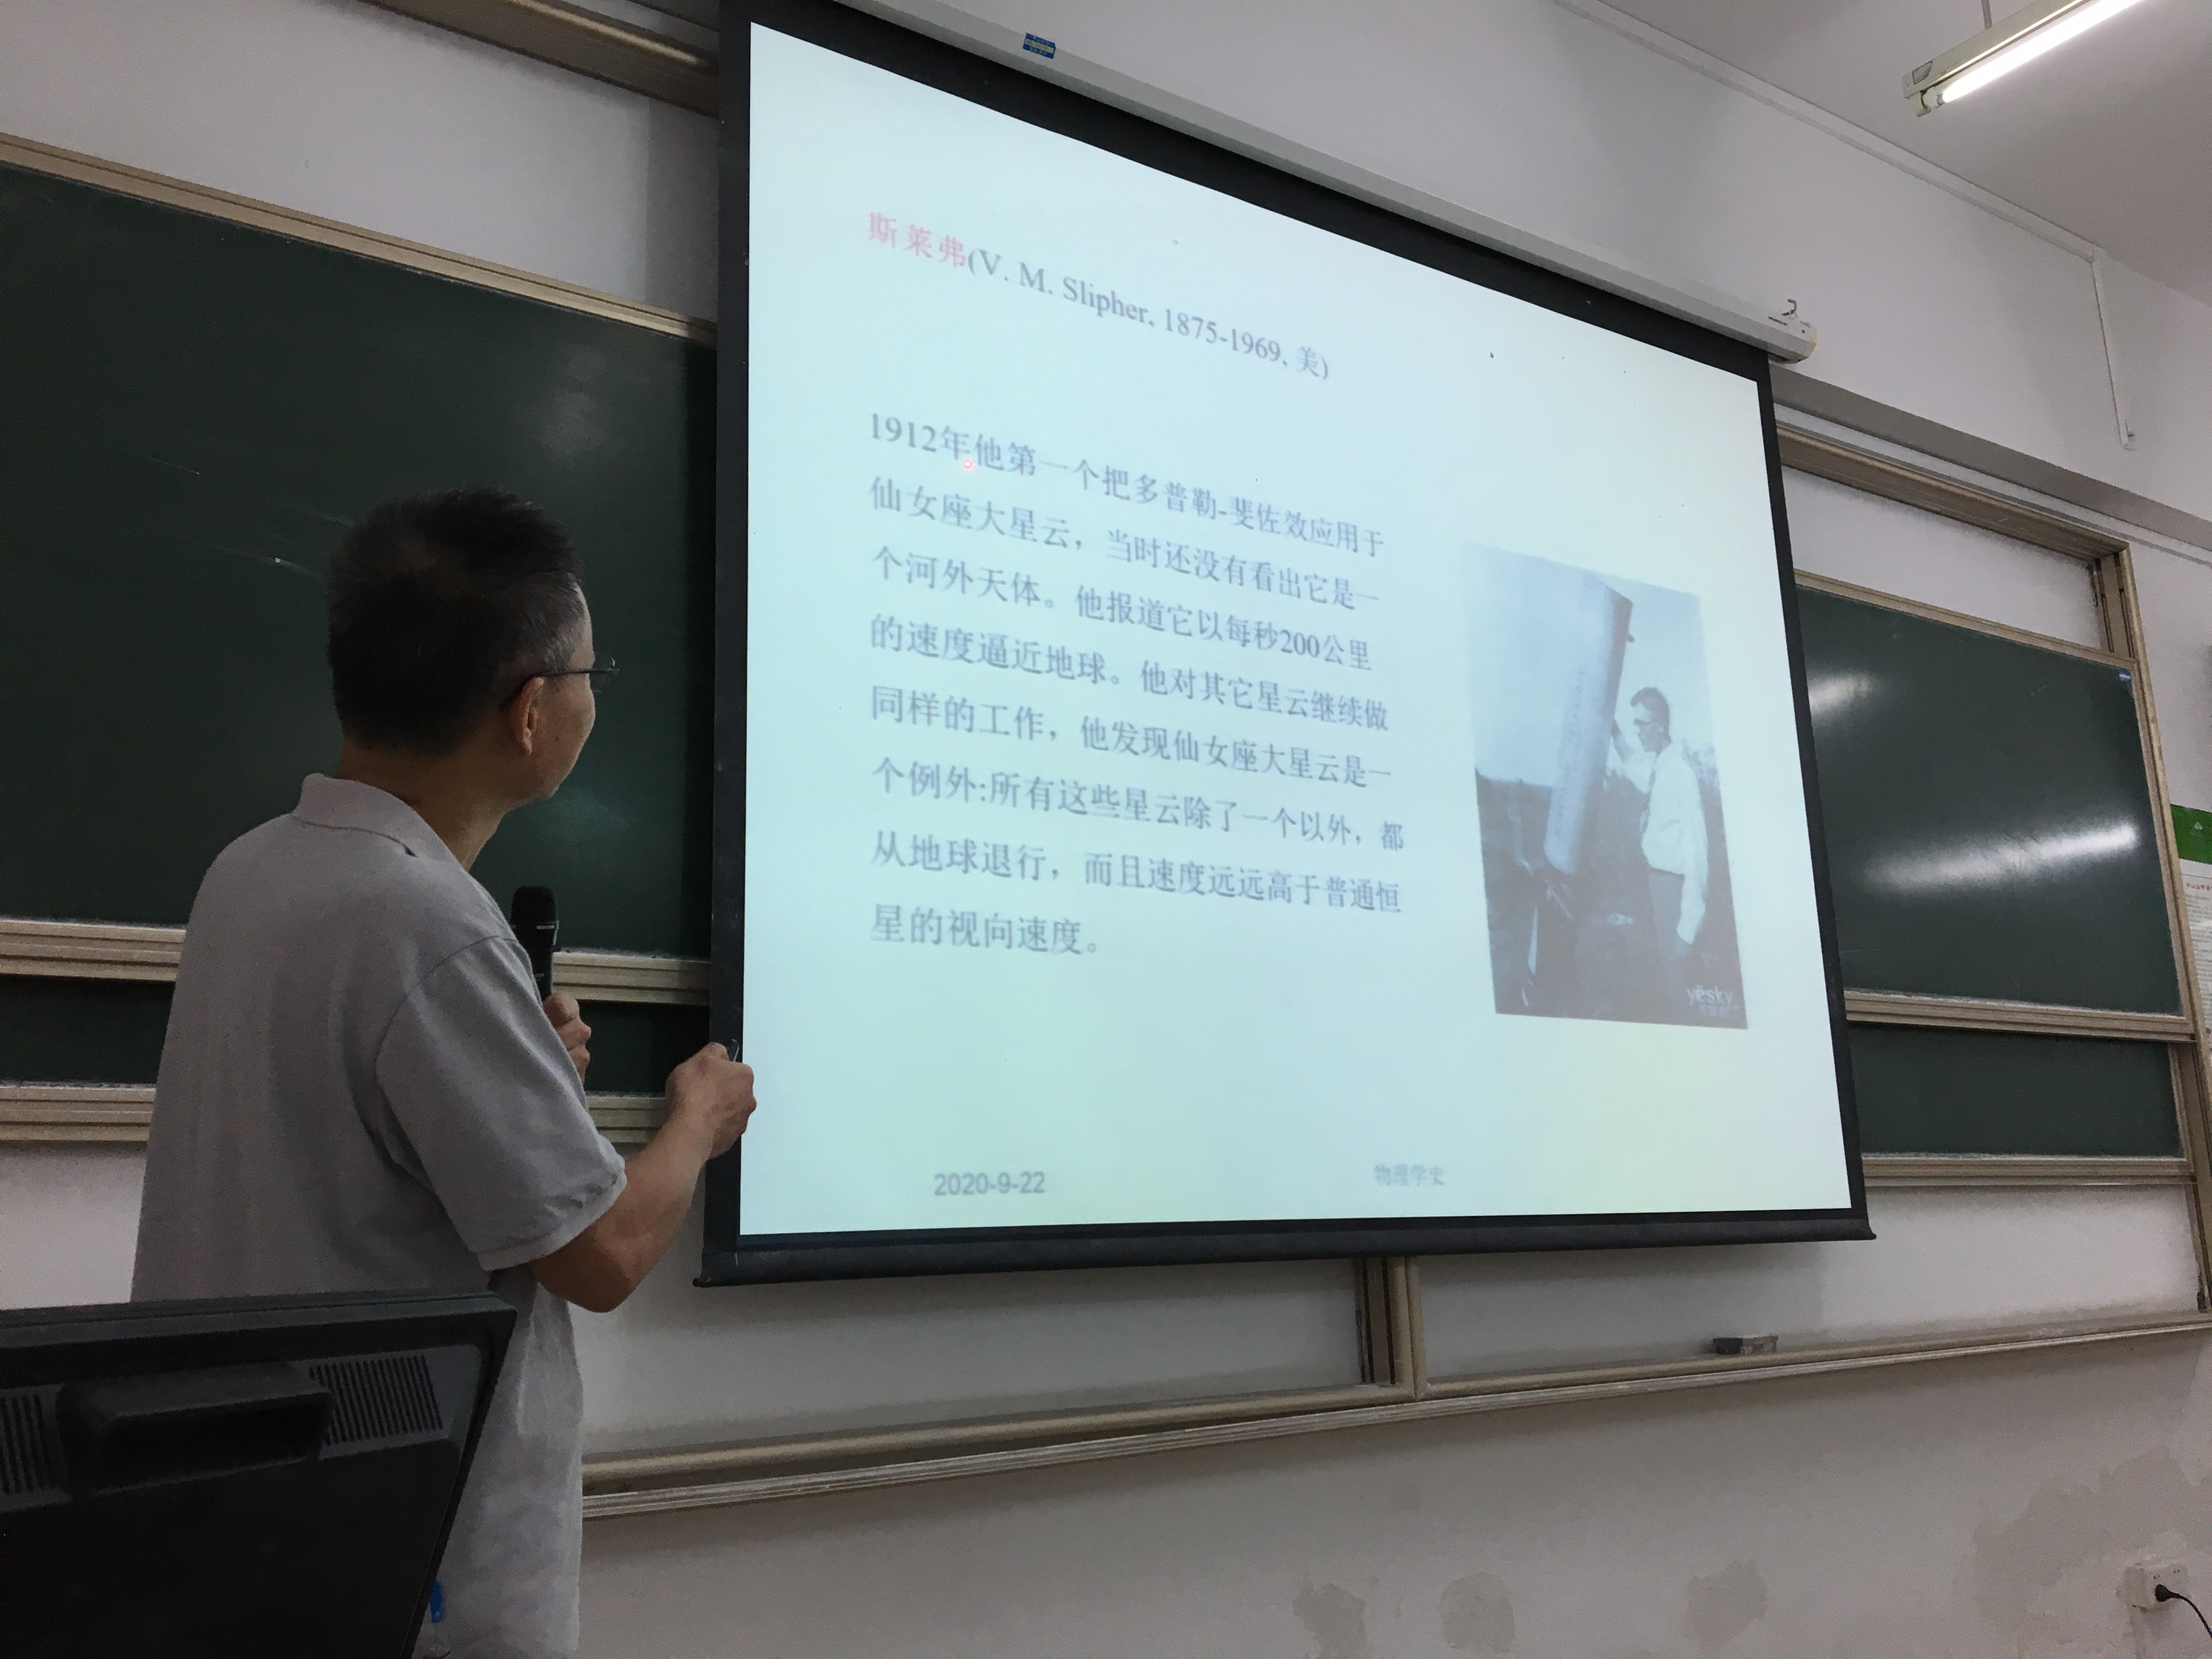 斯莱弗(V. M. Slipher, 1875-1969, 美)
1912年他第一个把多普勒-斐佐效应用于
仙女座大星云，当时还没有看出它是一
个河外天体。他报道它以每秒200公里
的速度逼近地球。他对其它星云继续做
同样的工作，他发现仙女座大星云是一
个例外:所有这些星云除了一个以外，都
从地球退行，而且速度远远高于普通恒
星的视向速度。
yesky
2020-9-22
物理学史